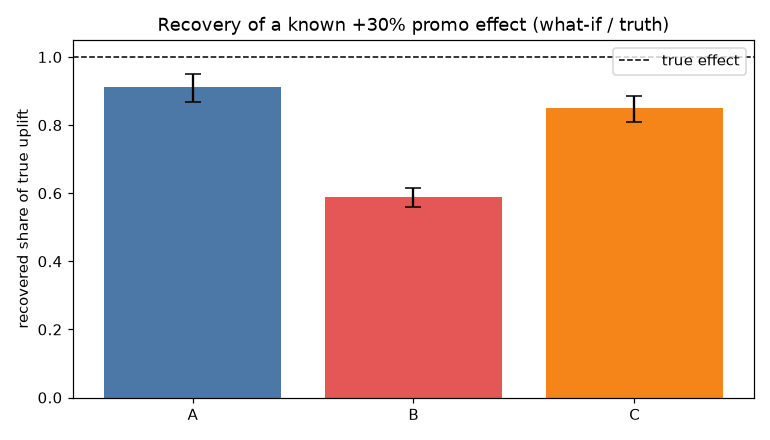 Recovery of a known +30% promo effect (what-if / truth)
true effect
recovered share of true uplift
1.0
0.8
0.6
0.4
0.2
0.0
A
B
C